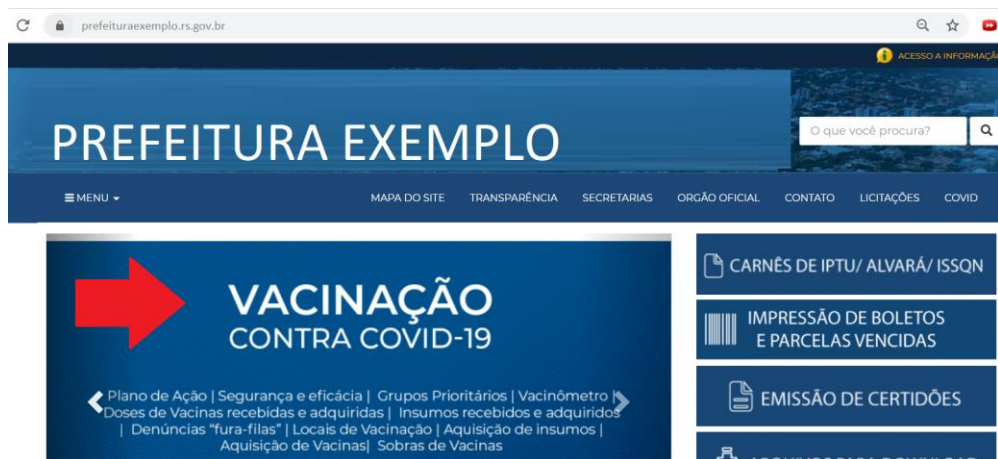 prefeituraexemplo.rs.gov.br
ACESSO A INFORMAÇÃO
PREFEITURA EXEMPLO
O que você procura?
MENU
MAPA DO SITE TRANSPARÊNCIA SECRETARIAS ORGÃO OFICIAL CONTATO LICITAÇÕES COVID
VACINAÇÃO
CONTRA COVID-19
Plano de Ação | Segurança e eficácia | Grupos Prioritários | Vacinômetro |
Doses de Vacinas recebidas e adquiridas | Insumos recebidos e adquiridos
| Denúncias "fura-filas" | Locais de Vacinação | Aquisição de insumos |
Aquisição de Vacinas| Sobras de Vacinas
CARNÊS DE IPTU/ ALVARÁ/ ISSQN
IMPRESSÃO DE BOLETOS
E PARCELAS VENCIDAS
EMISSÃO DE CERTIDÕES